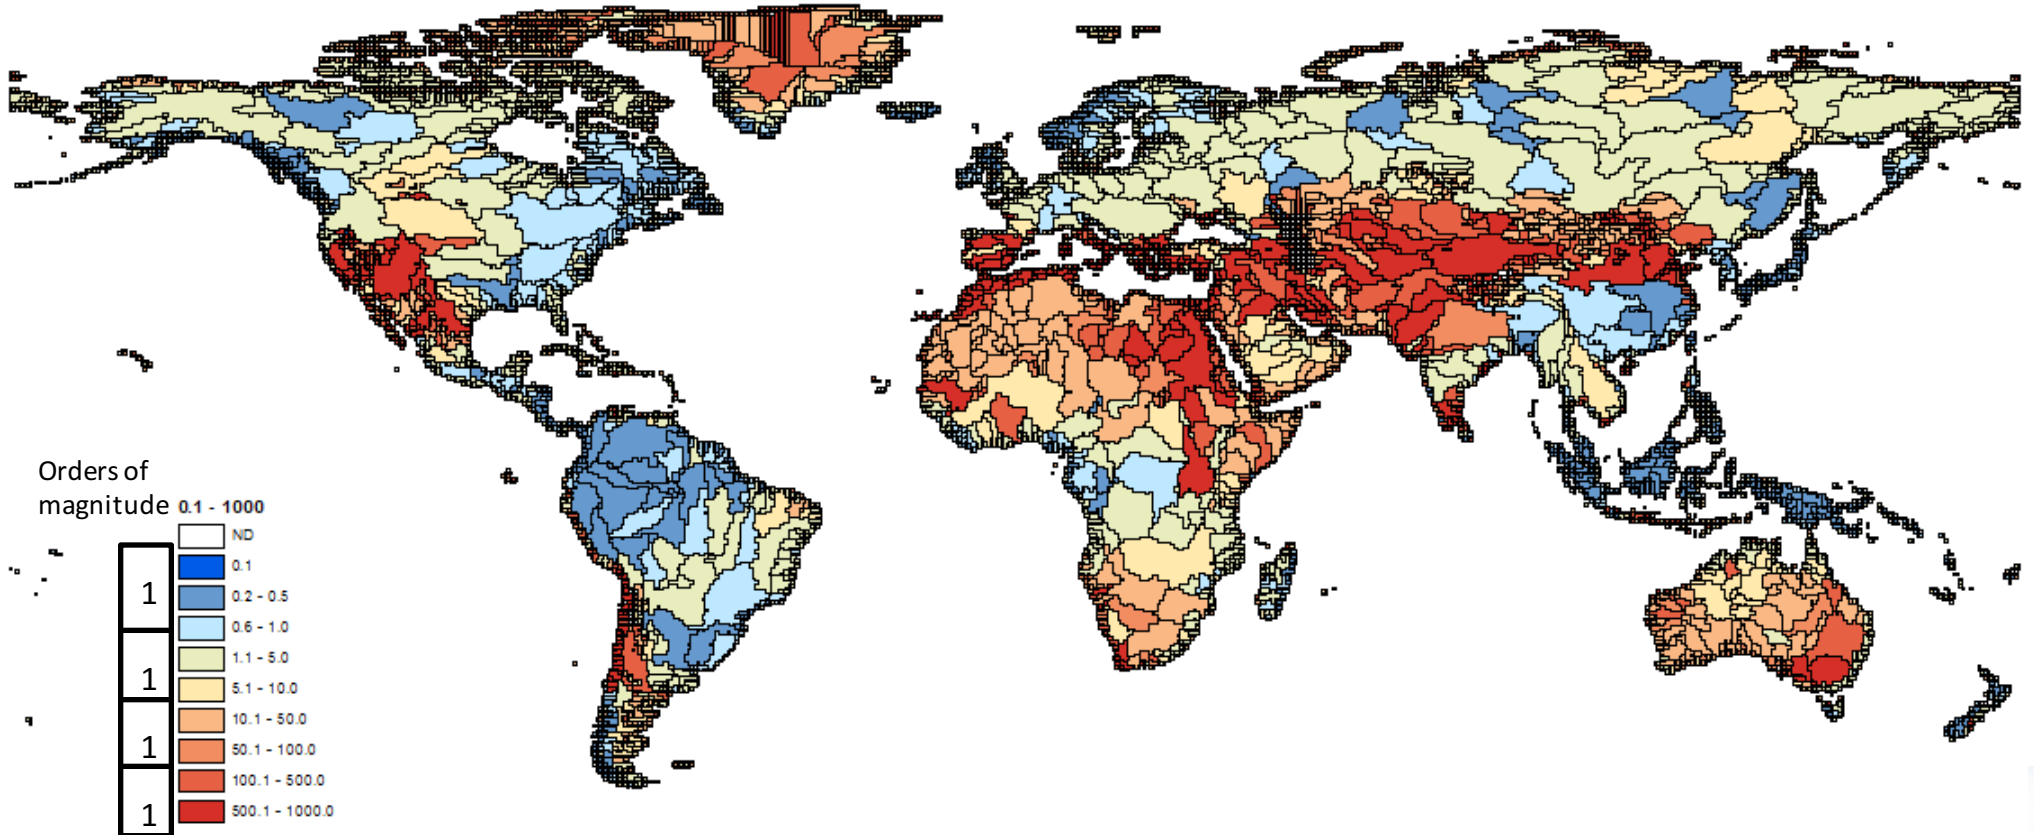 Orders of
magnitude 0.1 - 1000
ND
0.1
1
0.2 - 0.5
0.6 - 1.0
1.1 - 5.0
1
5.1 - 10.0
10.1 - 50.0
1
50.1 - 100.0
100.1 - 500.0
1
500.1 - 1000.0